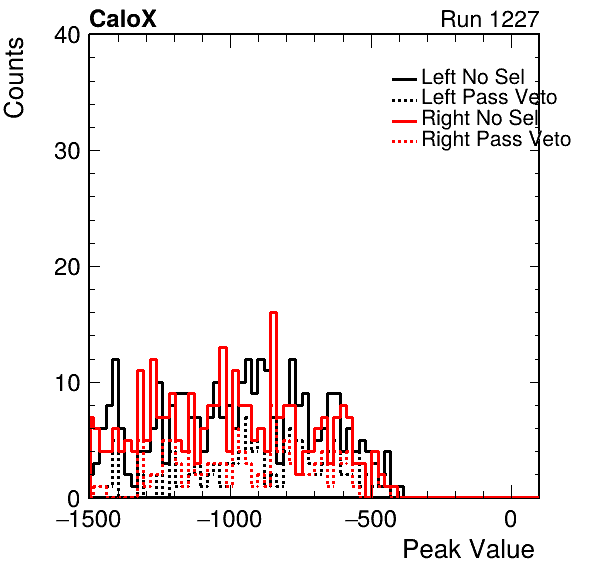 CaloX Run 1227
Counts
40
30
20
10
0
Left No Sel
Left Pass Veto
Right No Sel
Right Pass Veto
−1500 −1000 −500 0
Peak Value